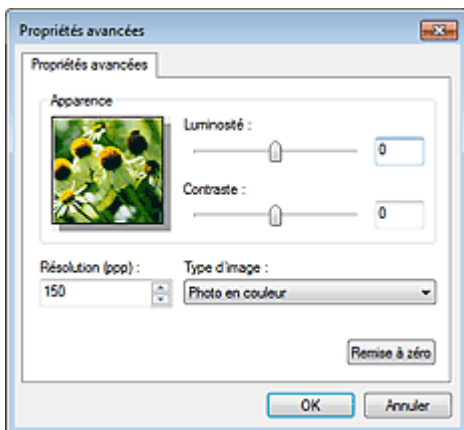 Propriétés avancées
Propriétés avancées
Apparence
Luminosité :
0
Contraste :
0
Résolution (ppp) :
Type d'image :
150
Photo en couleur
Remise à zéro
OK
Annuler